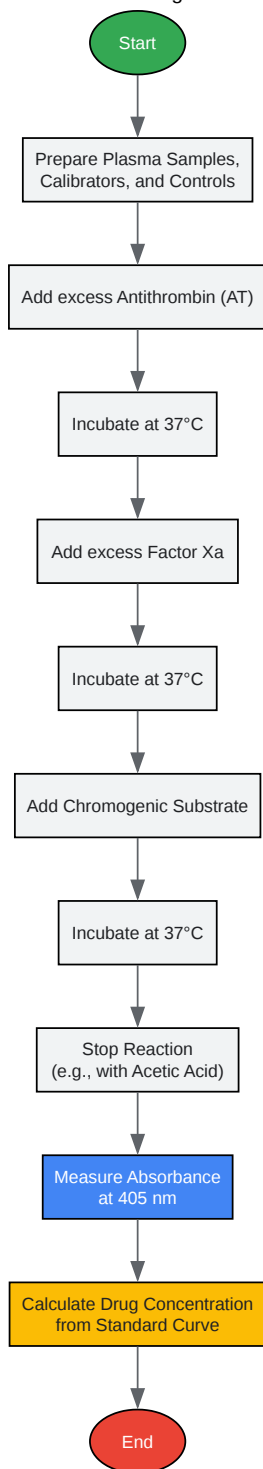 Start
Prepare Plasma Samples,
Calibrators, and Controls
Add excess Antithrombin (AT)
Incubate at 37°C
Add excess Factor Xa
Incubate at 37°C
Add Chromogenic Substrate
Incubate at 37°C
Stop Reaction
(e.g., with Acetic Acid)
Measure Absorbance
at 405 nm
Calculate Drug Concentration
from Standard Curve
End